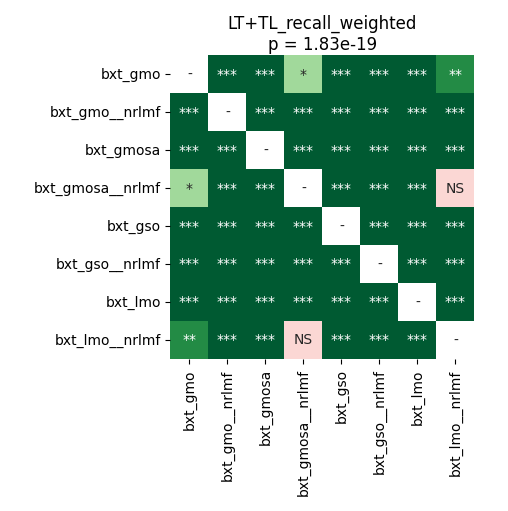 LT+TL_recall_weighted
p = 1.83e-19
bxt_gmo - *** *** * *** *** *** **
bxt_gmo__nrlmf *** - *** *** *** *** *** ***
bxt_gmosa *** *** - *** *** *** *** ***
bxt_gmosa__nrlmf * *** *** - *** *** *** NS
bxt_gso *** *** *** *** - *** *** ***
bxt_gso__nrlmf *** *** *** *** *** - *** ***
bxt_lmo *** *** *** *** *** *** - ***
bxt_lmo__nrlmf ** *** *** NS *** *** *** -
bxt_gmo
bxt_gmo__nrlmf
bxt_gmosa
bxt_gmosa__nrlmf
bxt_gso
bxt_gso__nrlmf
bxt_lmo
bxt_lmo__nrlmf